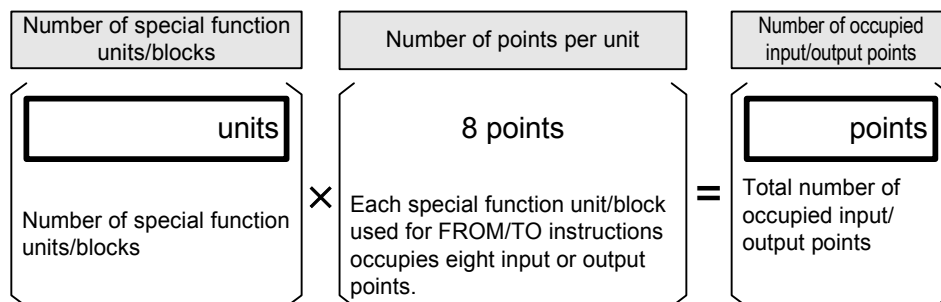 Number of special function
units/blocks
Number of points per unit
Number of occupied
input/output points
units
Number of special function
units/blocks
×
8 points
Each special function unit/block
used for FROM/TO instructions
occupies eight input or output
points.
=
points
Total number of
occupied input/
output points